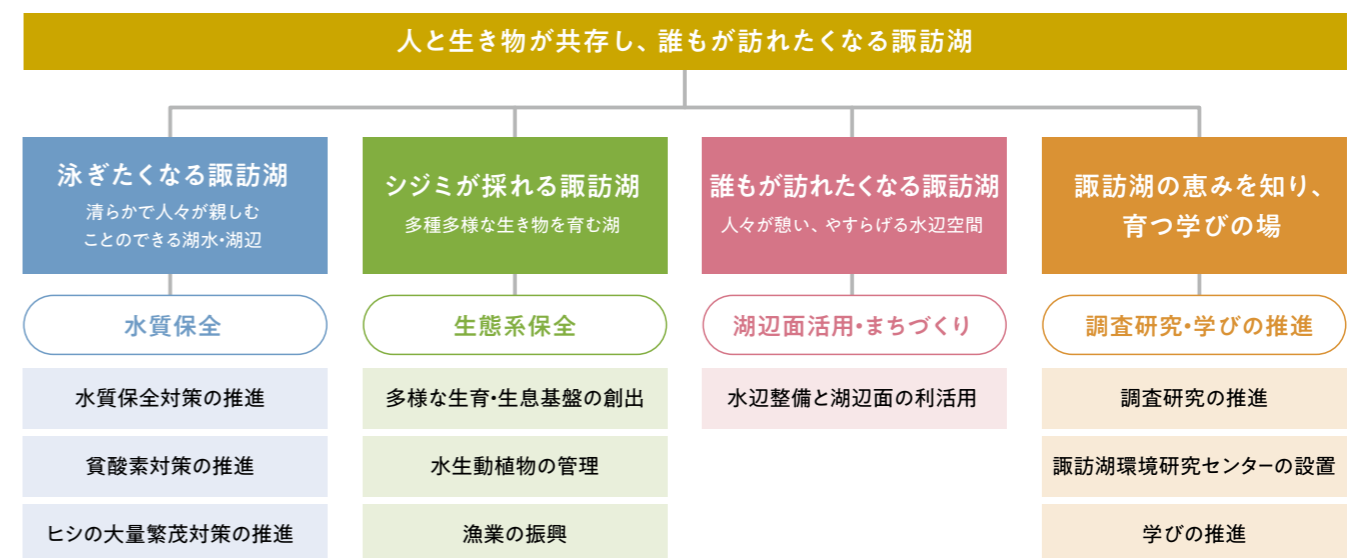 人と生き物が共存し、誰もが訪れたくなる諏訪湖
泳ぎたくなる諏訪湖
清らかで人々が親しむ
ことのできる湖水・湖辺
水質保全
水質保全対策の推進
貧酸素対策の推進
ヒシの大量繁茂対策の推進
シジミが採れる諏訪湖
多種多様な生き物を育む湖
生態系保全
多様な生育・生息基盤の創出
水生動植物の管理
漁業の振興
誰もが訪れたくなる諏訪湖
人々が憩い、やすらげる水辺空間
湖辺面活用・まちづくり
水辺整備と湖辺面の利活用
諏訪湖の恵みを知り、
育つ学びの場
調査研究・学びの推進
調査研究の推進
諏訪湖環境研究センターの設置
学びの推進